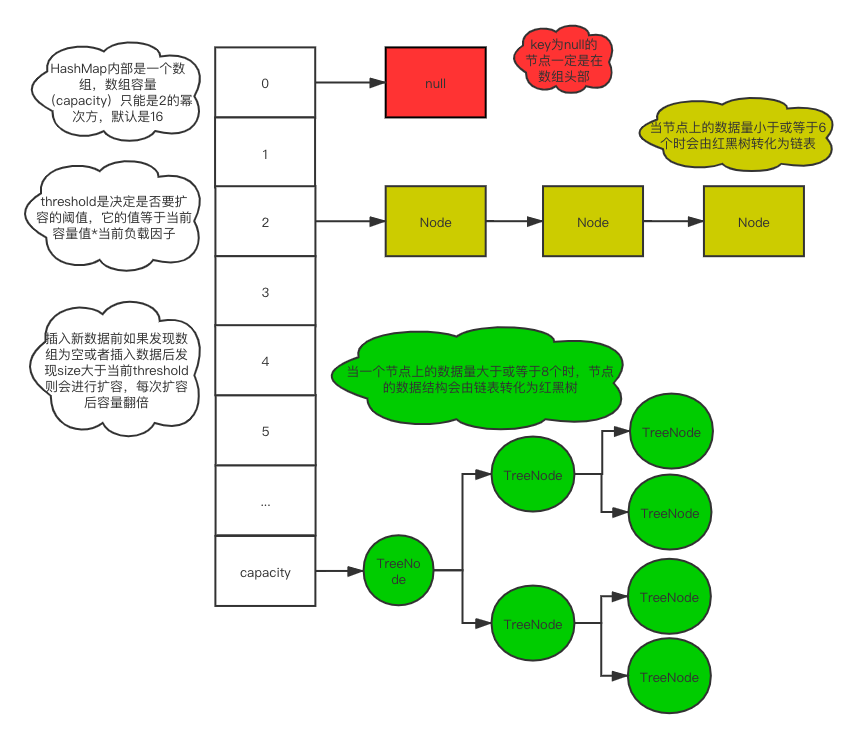 HashMap内部是一个数
组，数组容量
（capacity）只能是2的幂
次方，默认是16
0
null
key为null的
节点一定是在
数组头部
1
当节点上的数据量小于或等于6
个时会由红黑树转化为链表
threshold是决定是否要扩
容的阈值，它的值等于当前
容量值*当前负载因子
2
Node
Node
Node
3
插入新数据前如果发现数
组为空或者插入数据后发
现size大于当前threshold
则会进行扩容，每次扩容
后容量翻倍
4
当一个节点上的数据量大于或等于8个时，节点
的数据结构会由链表转化为红黑树
5
TreeNode
TreeNode
...
TreeNode
capacity
TreeNo
de
TreeNode
TreeNode
TreeNode